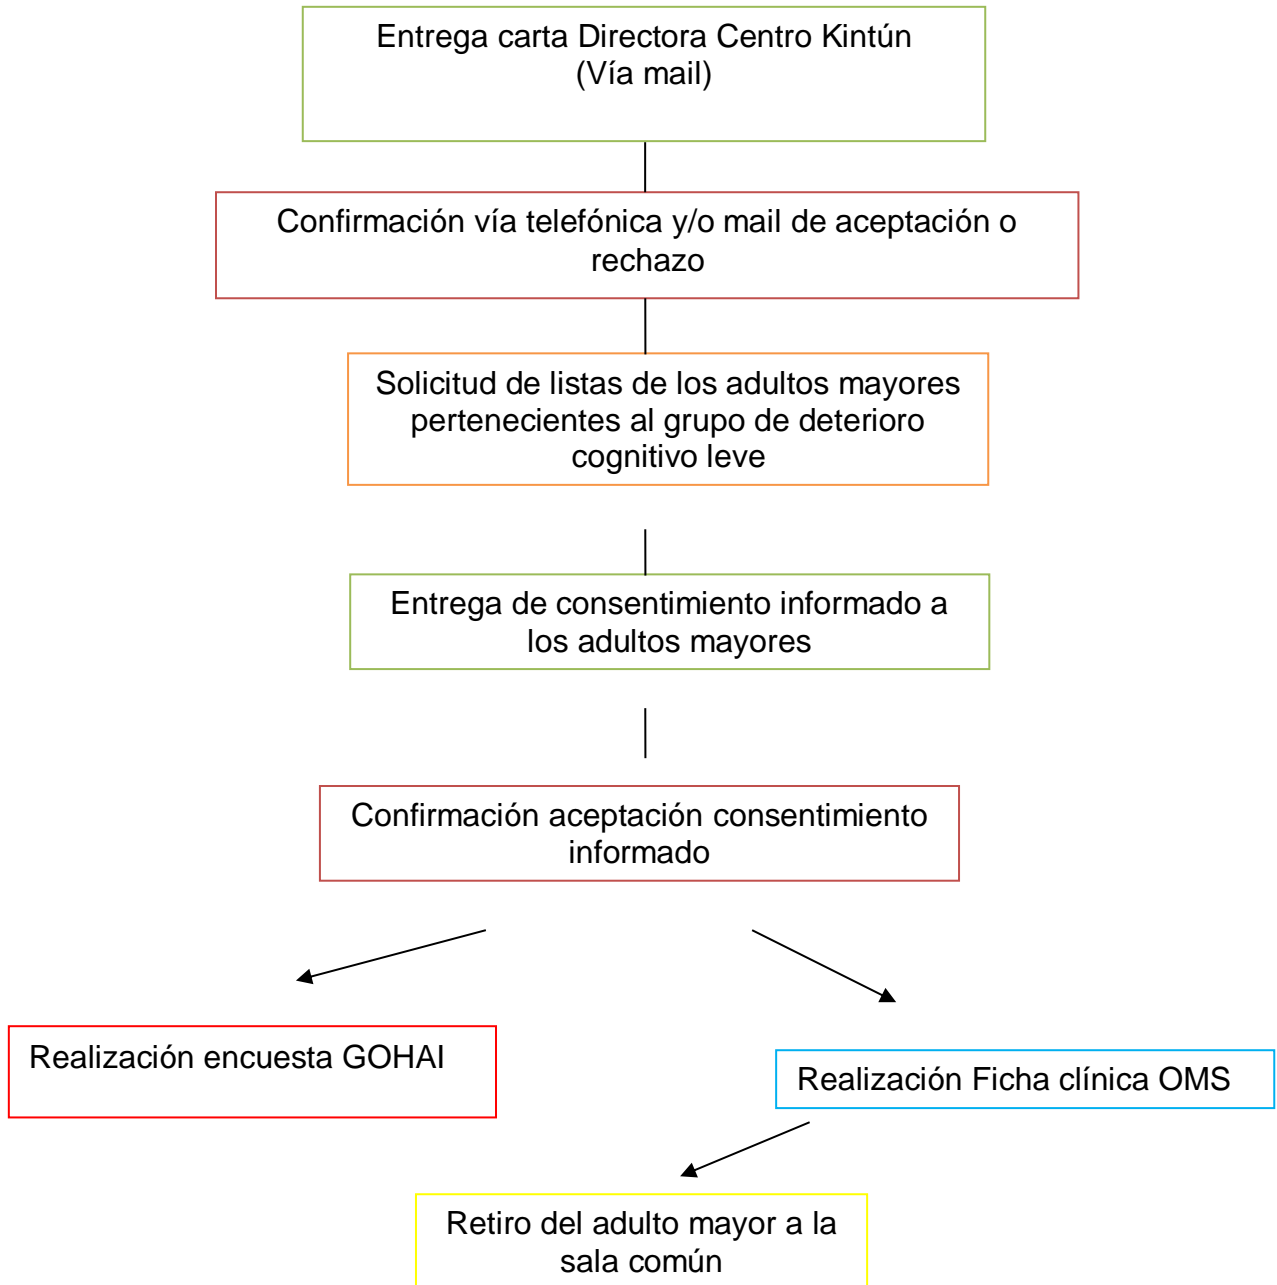 Entrega carta Directora Centro Kintún
(Vía mail)
Confirmación vía telefónica y/o mail de aceptación o
rechazo
Solicitud de listas de los adultos mayores
pertenecientes al grupo de deterioro
cognitivo leve
Entrega de consentimiento informado a
los adultos mayores
Confirmación aceptación consentimiento
informado
Realización encuesta GOHAI
Realización Ficha clínica OMS
Retiro del adulto mayor a la
sala común